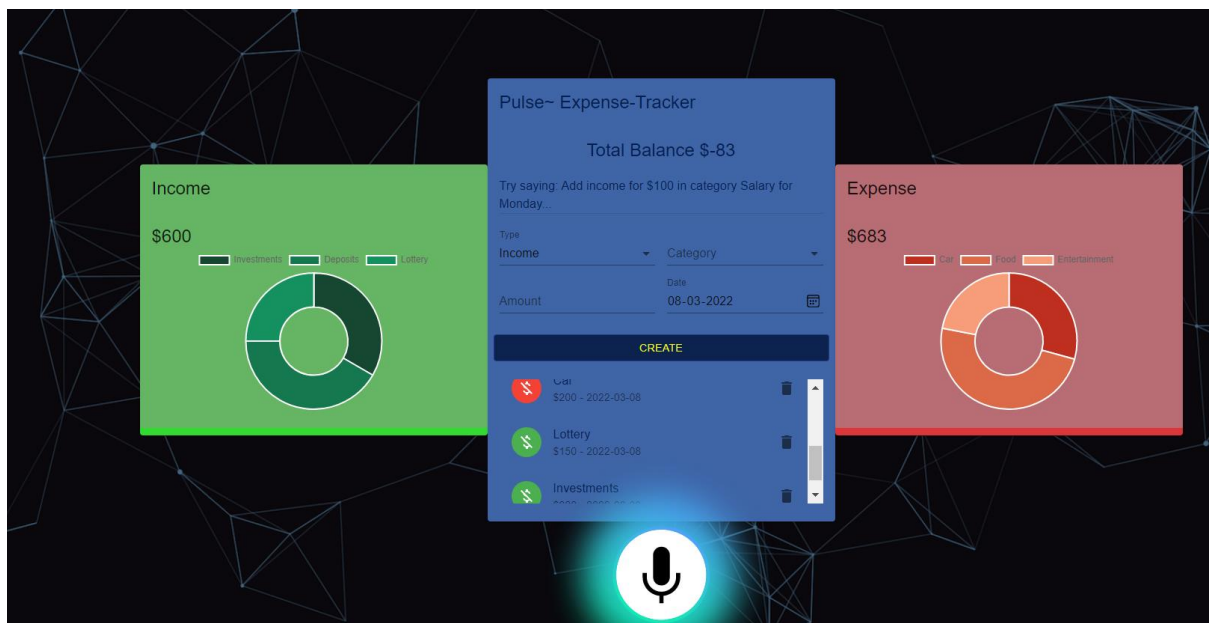 Pulse~ Expense-Tracker
Total Balance $-83
Try saying: Add income for $100 in category Salary for
Monday...
Type
Income
Category
Amount
Date
08-03-2022
CREATE
Car
$200 - 2022-03-08
Lottery
$150 - 2022-03-08
Investments
Income
$600
Investments Deposits Lottery
Expense
$683
Car Food Entertainment